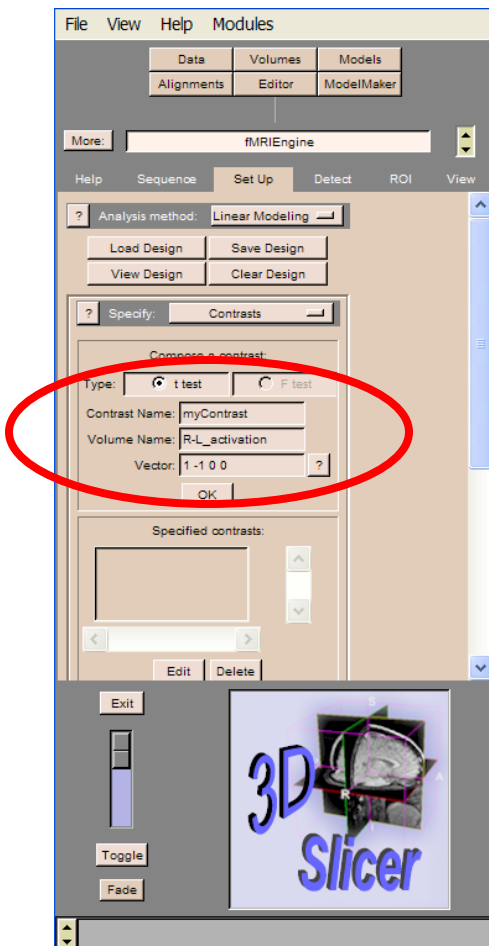 File View Help Modules
Data Volumes Models
Alignments Editor ModelMaker
More: fMRIEngine
Help Sequence Set Up Detect ROI View
? Analysis method: Linear Modeling
Load Design Save Design
View Design Clear Design
? Specify: Contrasts
Compose a contrast:
Type: t test F test
Contrast Name: myContrast
Volume Name: R-L_activation
Vector: 1 -1 0 0 ?
OK
Specified contrasts:
Edit Delete
Exit
S
A
R
3D
Slicer
Toggle
Fade